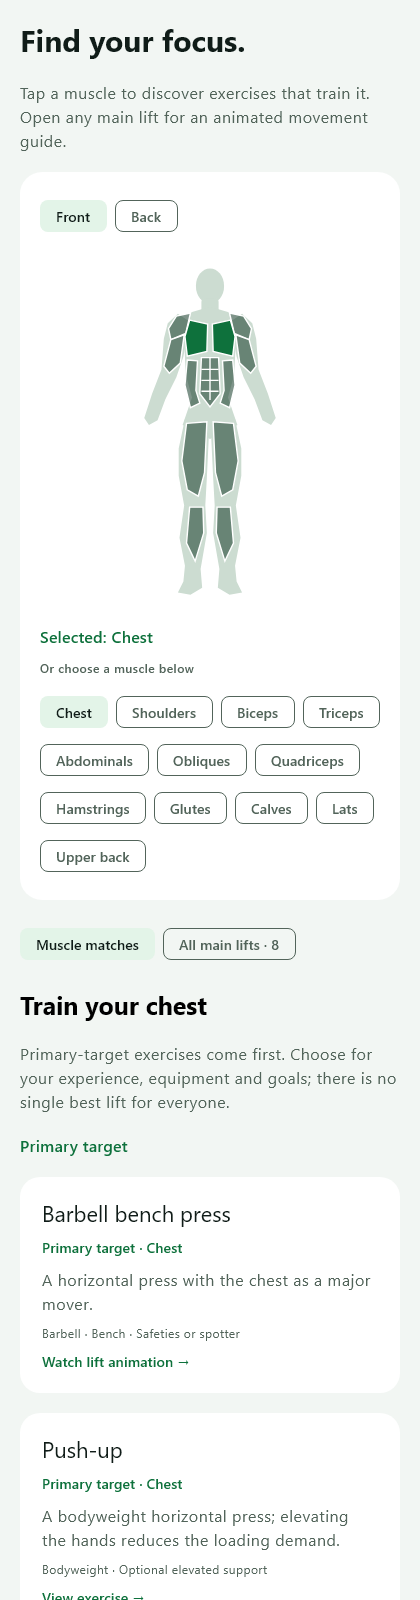 Find your focus.
Tap a muscle to discover exercises that train it.
Open any main lift for an animated movement
guide.
Front
Back
Selected: Chest
Or choose a muscle below
Chest
Shoulders
Biceps
Triceps
Abdominals
Obliques
Quadriceps
Hamstrings
Glutes
Calves
Lats
Upper back
Muscle matches
All main lifts · 8
Train your chest
Primary-target exercises come first. Choose for
your experience, equipment and goals; there is no
single best lift for everyone.
Primary target
Barbell bench press
Primary target · Chest
A horizontal press with the chest as a major
mover.
Barbell · Bench · Safeties or spotter
Watch lift animation →
Push-up
Primary target · Chest
A bodyweight horizontal press; elevating
the hands reduces the loading demand.
Bodyweight · Optional elevated support
View exercise →